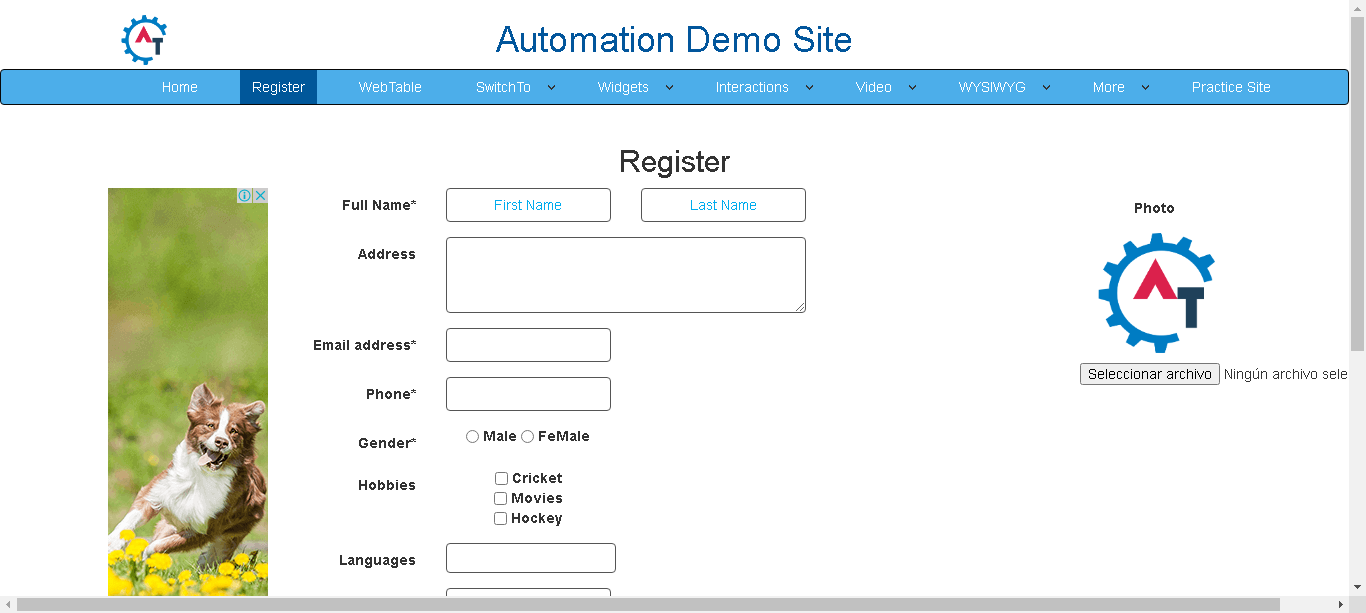 Automation Demo Site
Home Register WebTable SwitchTo Widgets Interactions Video WYSIWYG More Practice Site
Register
Full Name* First Name Last Name
Photo
Address
Email address*
Seleccionar archivo Ningún archivo sele
Phone*
Gender* Male FeMale
Hobbies Cricket
Movies
Hockey
Languages